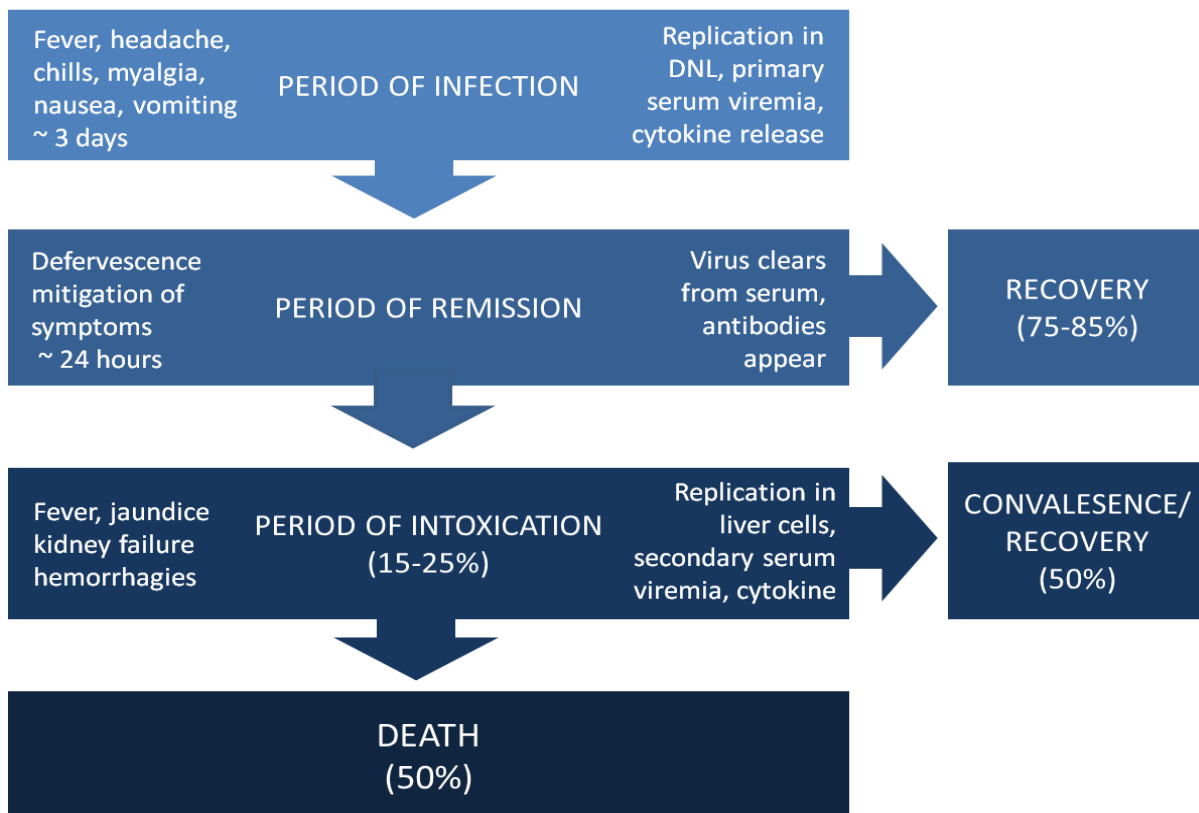 Fever, headache,
chills, myalgia,
nausea, vomiting
~ 3 days
PERIOD OF INFECTION
Replication in
DNL, primary
serum viremia,
cytokine release
Defervescence
mitigation of
symptoms
~ 24 hours
PERIOD OF REMISSION
Virus clears
from serum,
antibodies
appear
RECOVERY
(75-85%)
Fever, jaundice
kidney failure
hemorrhagies
PERIOD OF INTOXICATION
(15-25%)
Replication in
liver cells,
secondary serum
viremia, cytokine
CONVALESENCE/
RECOVERY
(50%)
DEATH
(50%)